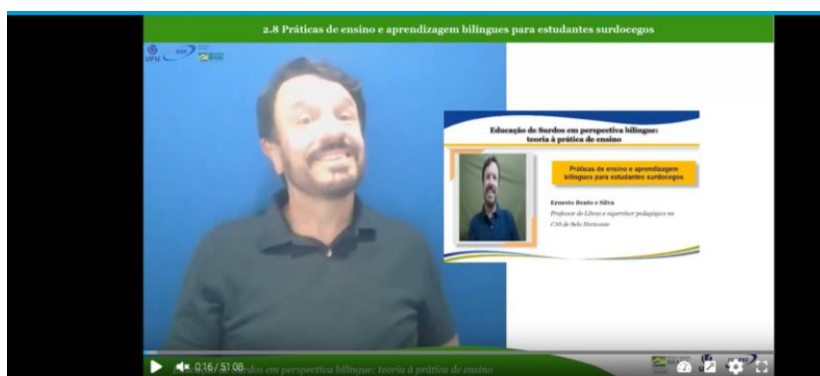 2.8 Práticas de ensino e aprendizagem bilíngues para estudantes surdocegos
UFU
Educação de Surdos em perspectiva bilíngue:
teoria à prática de ensino
Práticas de ensino e aprendizagem
bilíngues para estudantes surdocegos
Ernesto Bento e Silva
Professor de Libras e supervisor pedagógico no
CAS de Belo Horizonte
0:16 / 51:08
dos em perspectiva bilíngue: teoria à prática de ensino